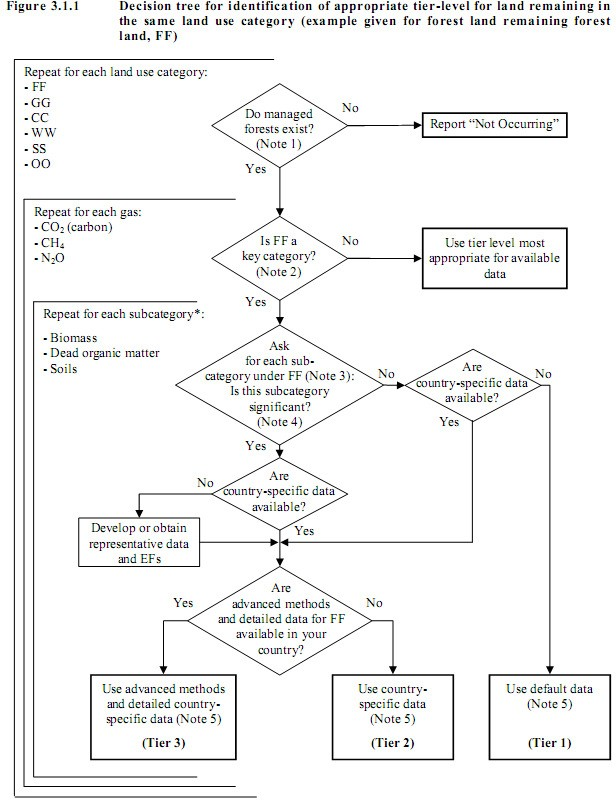 Figure 3.1.1 Decision tree for identification of appropriate tier-level for land remaining in
the same land use category (example given for forest land remaining forest
land, FF)
Repeat for each land use category:
- FF
- GG
- CC
- WW
- SS
- OO
Do managed
forests exist?
(Note 1)
No
Report “Not Occurring”
Yes
Repeat for each gas:
- CO₂ (carbon)
- CH₄
- N₂O
Is FF a
key category?
(Note 2)
No
Use tier level most
appropriate for available
data
Yes
Repeat for each subcategory*:
- Biomass
- Dead organic matter
- Soils
Ask
for each sub-
category under FF (Note 3):
Is this subcategory
significant?
(Note 4)
No
Are
country-specific data
available?
No
Yes
Yes
Are
country-specific data
available?
No
Develop or obtain
representative data
and EFs
Yes
Are
advanced methods
and detailed data for FF
available in your
country?
Yes
No
Use advanced methods
and detailed country-
specific data (Note 5)
(Tier 3)
Use country-
specific data
(Note 5)
(Tier 2)
Use default data
(Note 5)
(Tier 1)